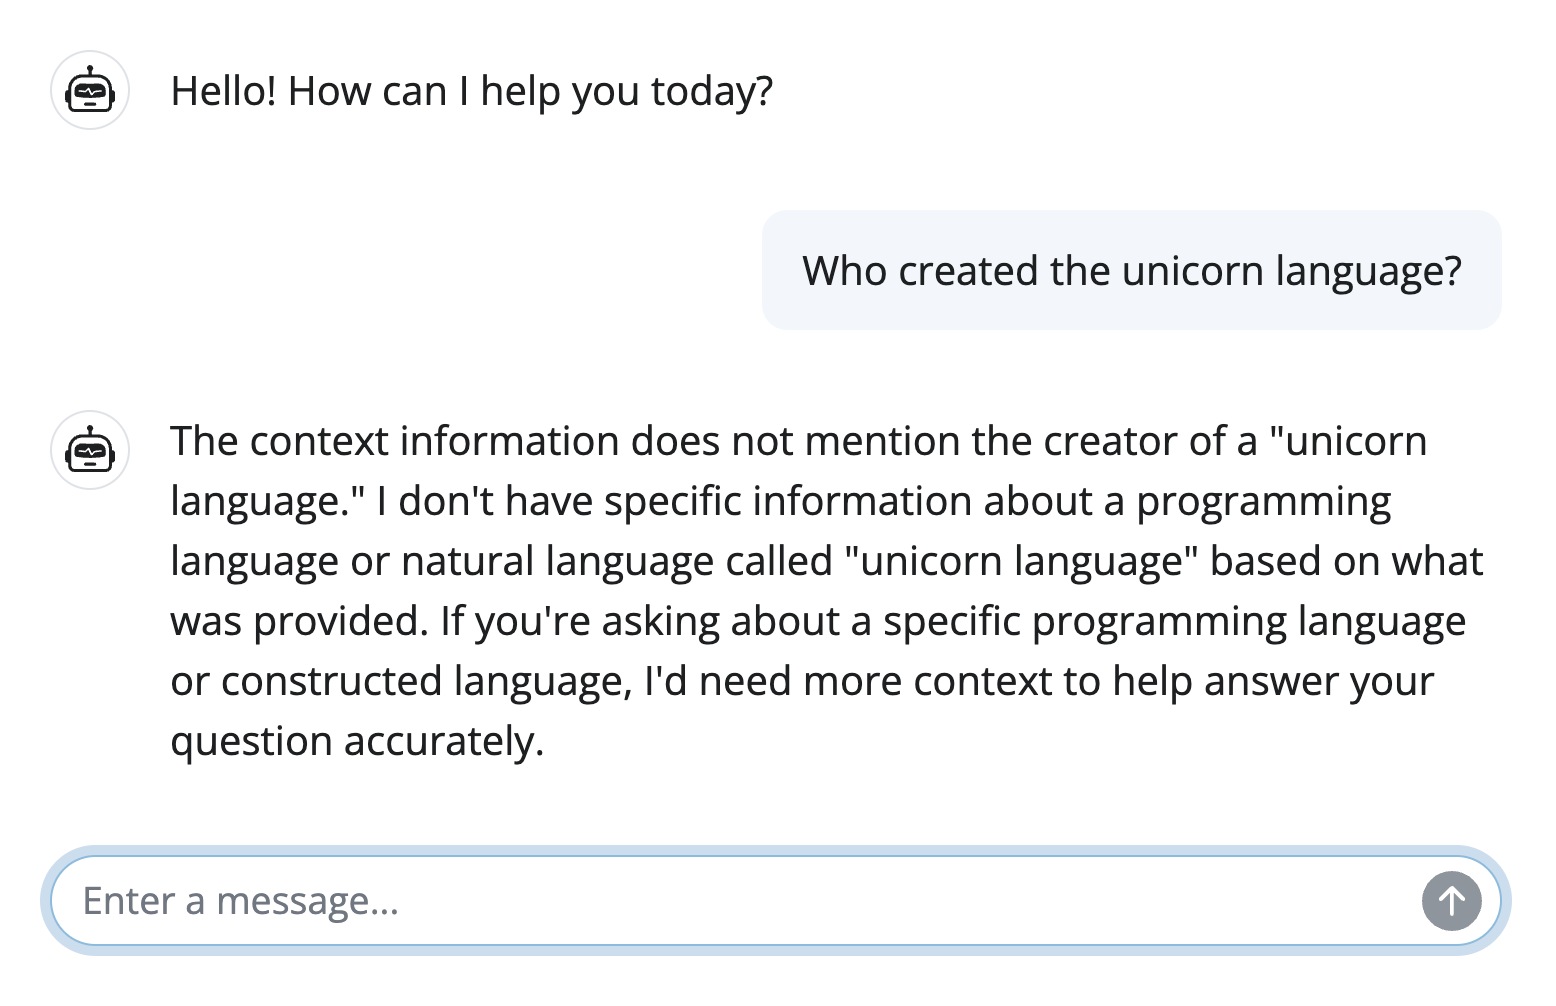 Hello! How can I help you today?
Who created the unicorn language?
The context information does not mention the creator of a "unicorn
language." I don't have specific information about a programming
language or natural language called "unicorn language" based on what
was provided. If you're asking about a specific programming language
or constructed language, I'd need more context to help answer your
question accurately.
Enter a message...